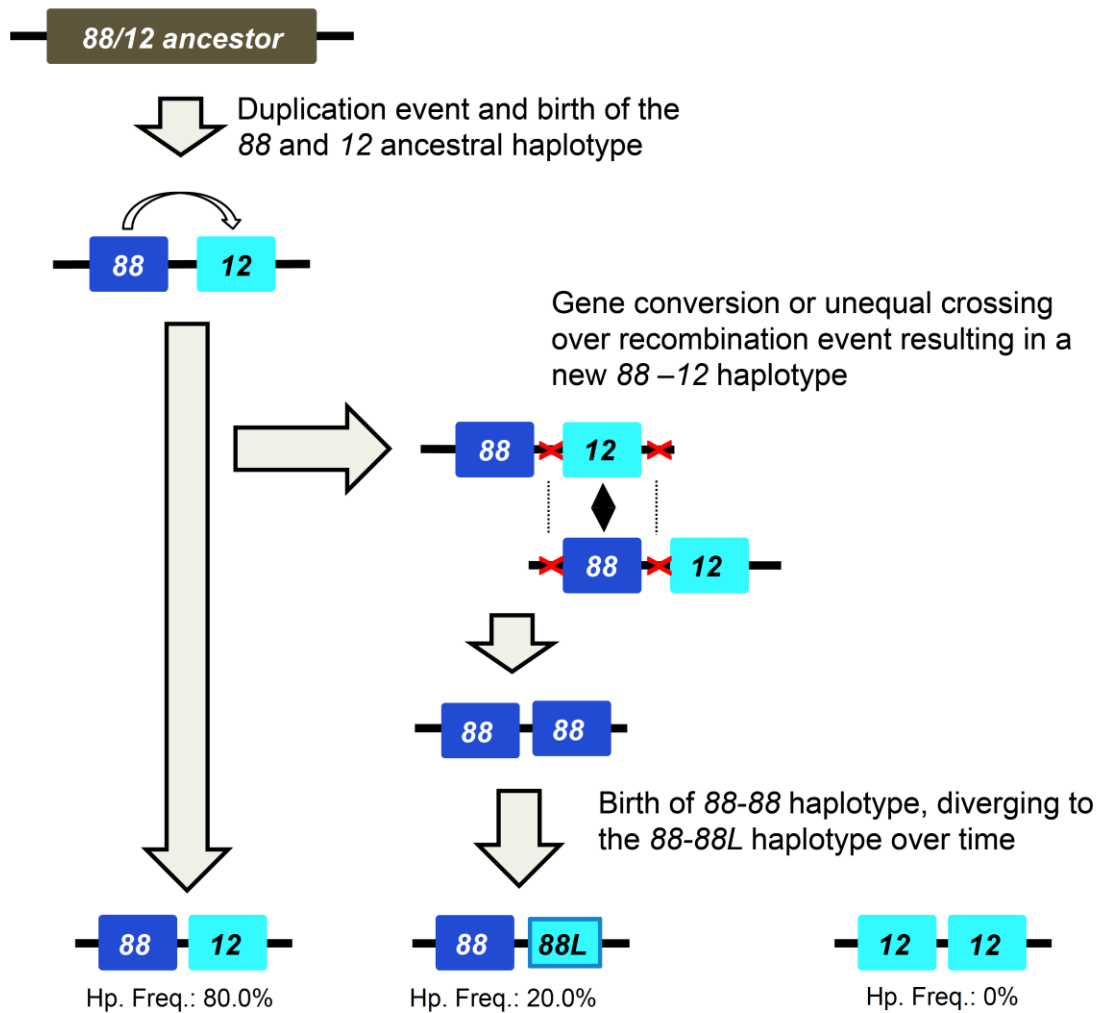 88/12 ancestor
Duplication event and birth of the
88 and 12 ancestral haplotype
88
12
Gene conversion or unequal crossing
over recombination event resulting in a
new 88 –12 haplotype
88
12
88
12
88
88
Birth of 88-88 haplotype, diverging to
the 88-88L haplotype over time
88
12
88
88L
12
12
Hp. Freq.: 80.0%
Hp. Freq.: 20.0%
Hp. Freq.: 0%